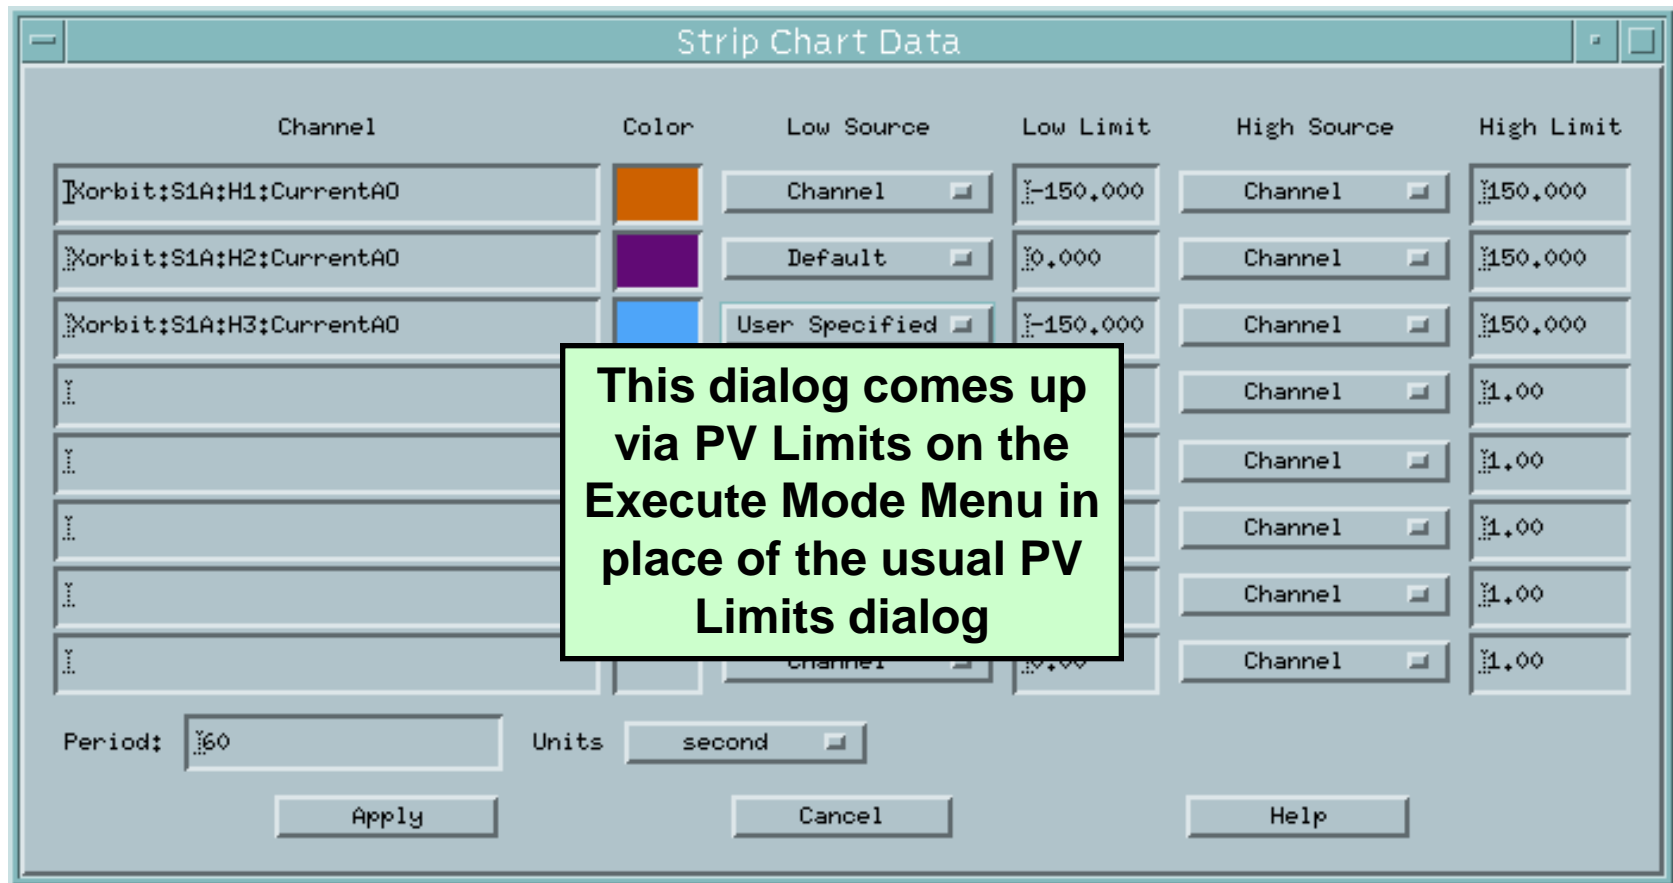 Strip Chart Data
Channel Color Low Source Low Limit High Source High Limit
Xorbit:S1A:H1:CurrentAO Channel -150.000 Channel 150.000
Xorbit:S1A:H2:CurrentAO Default 0.000 Channel 150.000
Xorbit:S1A:H3:CurrentAO User Specified -150.000 Channel 150.000
Channel 1.00
Channel 1.00
Channel 1.00
Channel 1.00
Channel 0.00 Channel 1.00
This dialog comes up
via PV Limits on the
Execute Mode Menu in
place of the usual PV
Limits dialog
Period: 60 Units second
Apply Cancel Help